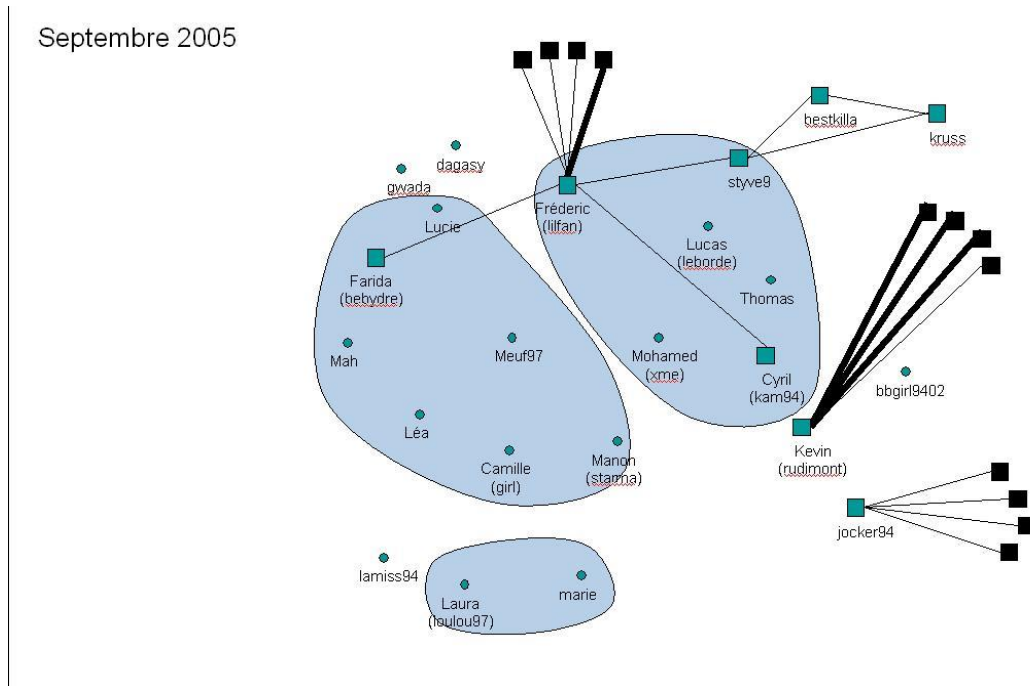 Septembre 2005
bestkilla
kruss
dagasy
gwada
styve9
Fréderic
(lilfan)
Lucie
Lucas
(leborde)
Farida
(bebydre)
Thomas
Mah
Meuf97
Mohamed
(xme)
Cyril
(kam94)
bbgirl9402
Léa
Camille
(girl)
Manon
(starma)
Kevin
(rudimont)
jocker94
lamiss94
Laura
(loulou97)
marie